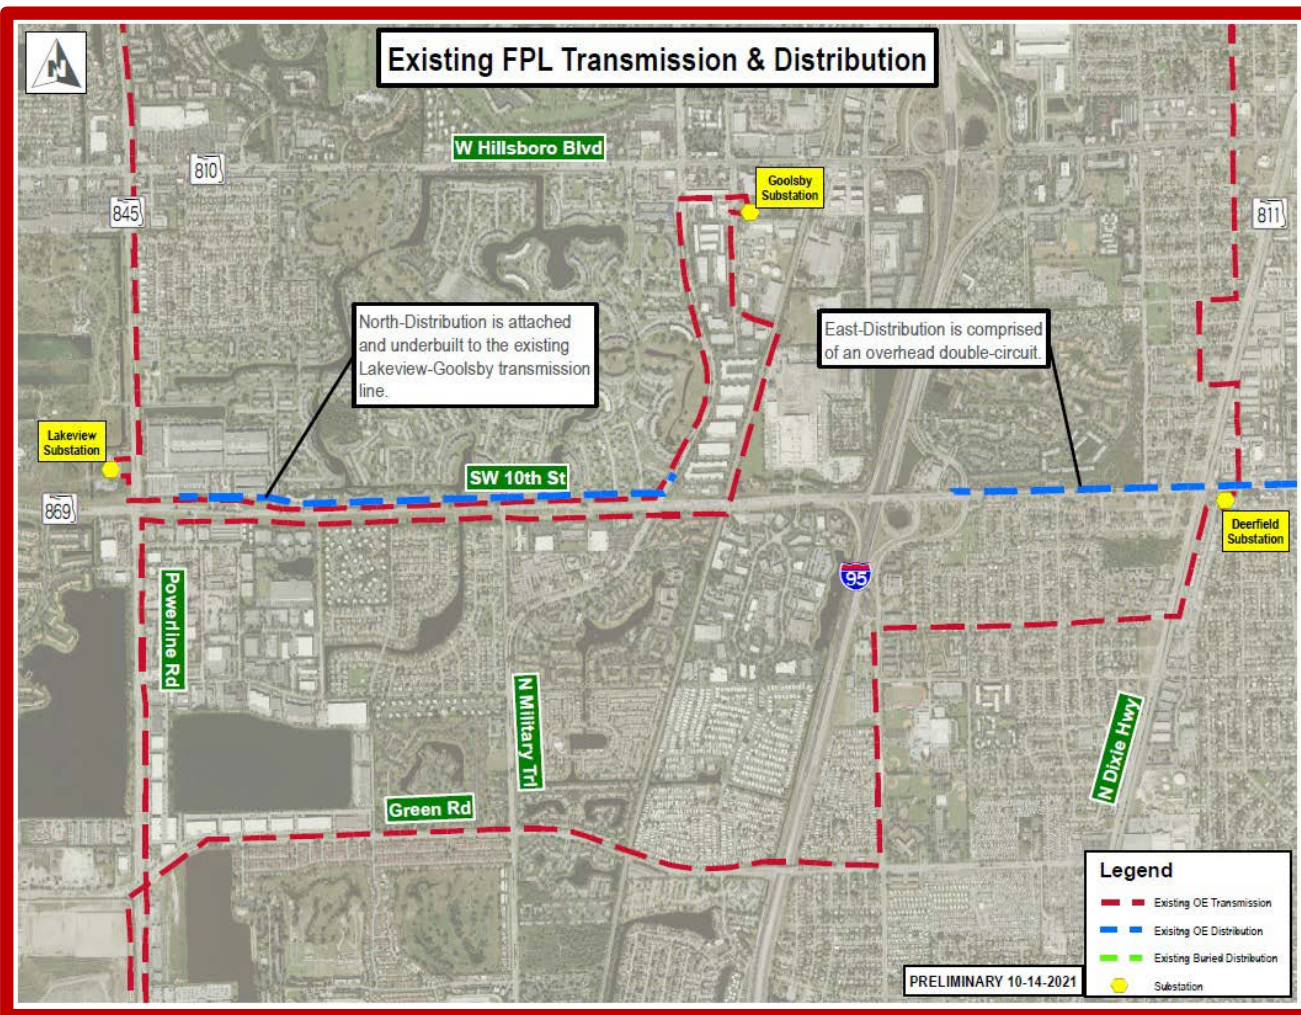 Existing FPL Transmission & Distribution
N
W Hillsboro Blvd
810
Goolsby
Substation
845
811
North-Distribution is attached
and underbuilt to the existing
Lakeview-Goolsby transmission
line.
East-Distribution is comprised
of an overhead double-circuit.
Lakeview
Substation
SW 10th St
869
Deerfield
Substation
95
Powerline Rd
N Military Trl
N Dixie Hwy
Green Rd
Legend
Existing OE Transmission
Exisitng OE Distribution
Existing Buried Distribution
Substation
PRELIMINARY 10-14-2021